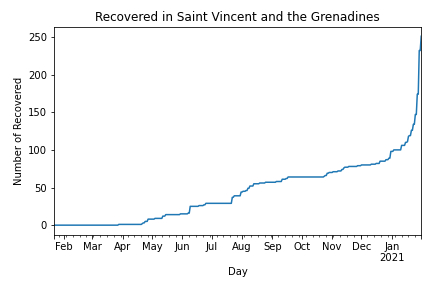 Recovered in Saint Vincent and the Grenadines
250
200
150
100
50
0
Number of Recovered
Feb Mar Apr May Jun Jul Aug Sep Oct Nov Dec Jan
2021
Day